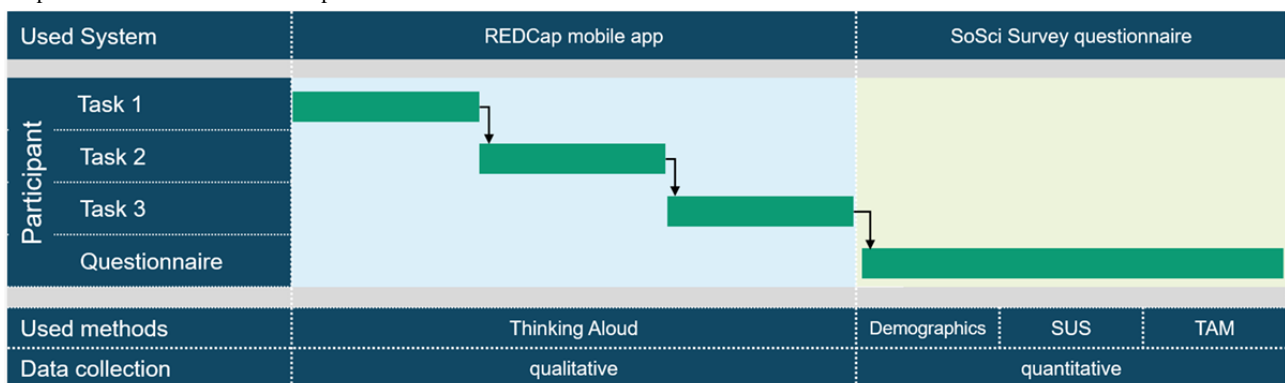 Used System REDCap mobile app SoSci Survey questionnaire
Participant
Task 1
Task 2
Task 3
Questionnaire
Used methods Thinking Aloud Demographics SUS TAM
Data collection qualitative quantitative